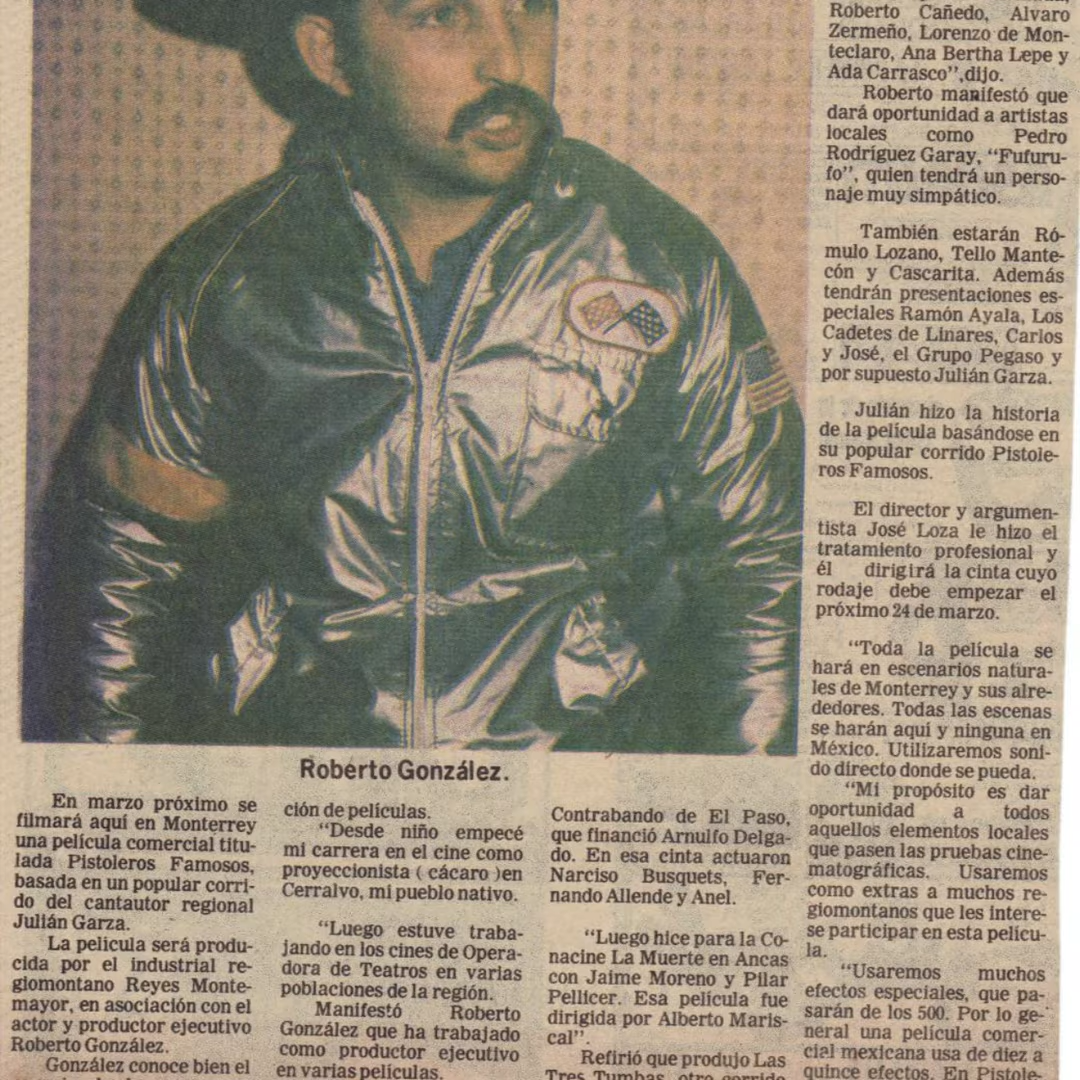 Roberto González.
En marzo próximo se
filmará aquí en Monterrey
una película comercial titu-
lada Pistoleros Famosos,
basada en un popular corri-
do del cantautor regional
Julián Garza.
La película será produ-
cida por el industrial re-
giomontano Reyes Monte-
mayor, en asociación con el
actor y productor ejecutivo
Roberto González.
González conoce bien el
ción de películas.
"Desde niño empecé
mi carrera en el cine como
proyeccionista ( cácaro )en
Cerralvo, mi pueblo nativo.
"Luego estuve traba-
jando en los cines de Opera-
dora de Teatros en varias
poblaciones de la región.
Manifestó Roberto
González que ha trabajado
como productor ejecutivo
en varias películas.
Contrabando de El Paso,
que financió Arnulfo Delga-
do. En esa cinta actuaron
Narciso Busquets, Fer-
nando Allende y Anel.
"Luego hice para la Co-
nacine La Muerte en Ancas
con Jaime Moreno y Pilar
Pellicer. Esa película fue
dirigida por Alberto Maris-
cal".
Refirió que produjo Las
Tres Tumbas, otro corrido
Roberto Cañedo, Alvaro
Zermeño, Lorenzo de Mon-
teclaro, Ana Bertha Lepe y
Ada Carrasco",dijo.
Roberto manifestó que
dará oportunidad a artistas
locales como Pedro
Rodríguez Garay, "Fufuru-
fo", quien tendrá un perso-
naje muy simpático.
También estarán Ró-
mulo Lozano, Tello Mante-
cón y Cascarita. Además
tendrán presentaciones es-
peciales Ramón Ayala, Los
Cadetes de Linares, Carlos
y José, el Grupo Pegaso y
por supuesto Julián Garza.
Julián hizo la historia
de la película basándose en
su popular corrido Pistole-
ros Famosos.
El director y argumen-
tista José Loza le hizo el
tratamiento profesional y
él dirigirá la cinta cuyo
rodaje debe empezar el
próximo 24 de marzo.
"Toda la película se
hará en escenarios natura-
les de Monterrey y sus alre-
dedores. Todas las escenas
se harán aquí y ninguna en
México. Utilizaremos soni-
do directo donde se pueda.
"Mi propósito es dar
oportunidad a todos
aquellos elementos locales
que pasen las pruebas cine-
matográficas. Usaremos
como extras a muchos re-
giomontanos que les intere-
se participar en esta pelícu-
la.
"Usaremos muchos
efectos especiales, que pa-
sarán de los 500. Por lo ge-
neral una película comer-
cial mexicana usa de diez a
quince efectos. En Pistole-